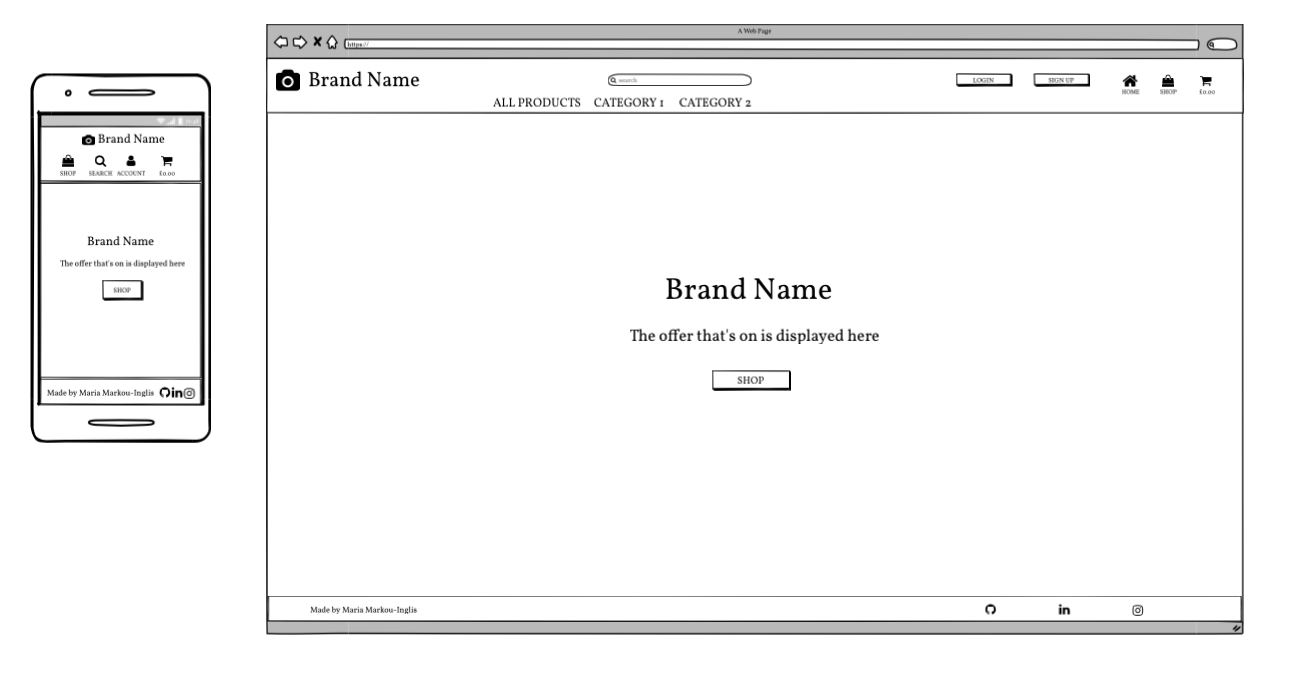 Brand Name
SHOP SEARCH ACCOUNT £0.00
Brand Name
The offer that's on is displayed here
SHOP
Made by Maria Markou-Inglis in
A Web Page
https://
Brand Name
search
LOGIN SIGN UP
HOME SHOP £0.00
ALL PRODUCTS CATEGORY 1 CATEGORY 2
Brand Name
The offer that's on is displayed here
SHOP
Made by Maria Markou-Inglis in